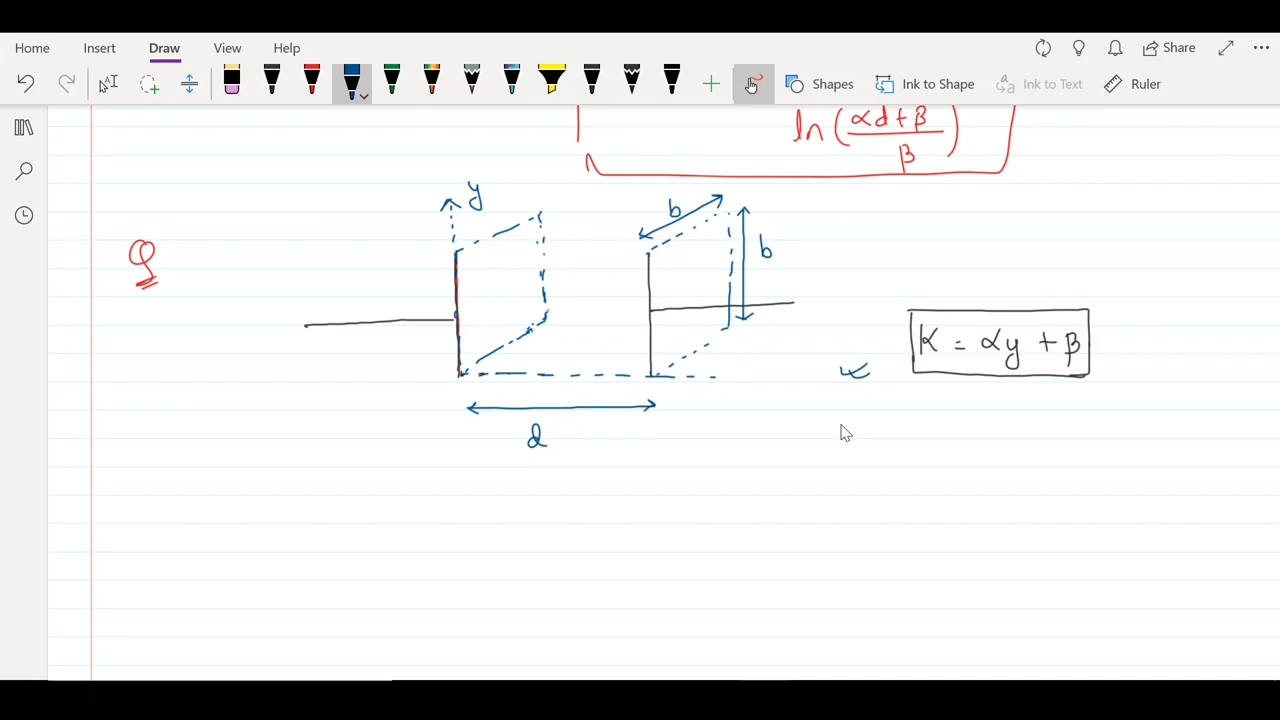 Home Insert Draw View Help Share
Shapes Ink to Shape Ink to Text Ruler
ln (αd+β / β)
y
b
Q
b
K = αy + β
d